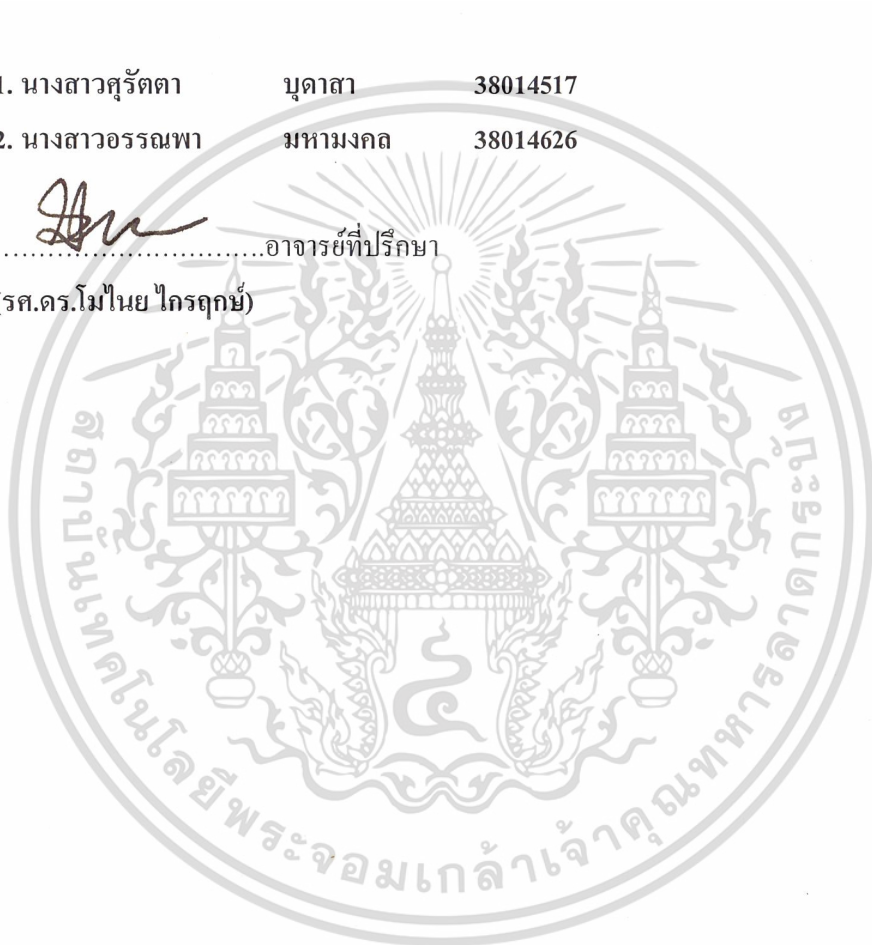 1. นางสาวศุรัตตา บุดาสา 38014517
2. นางสาวอรรณพา มหามงคล 38014626
..............................อาจารย์ที่ปรึกษา
(รศ.ดร.โมไนย ไกรฤกษ์)
สถาบันเทคโนโลยีพระจอมเกล้าเจ้าคุณทหารลาดกระบัง